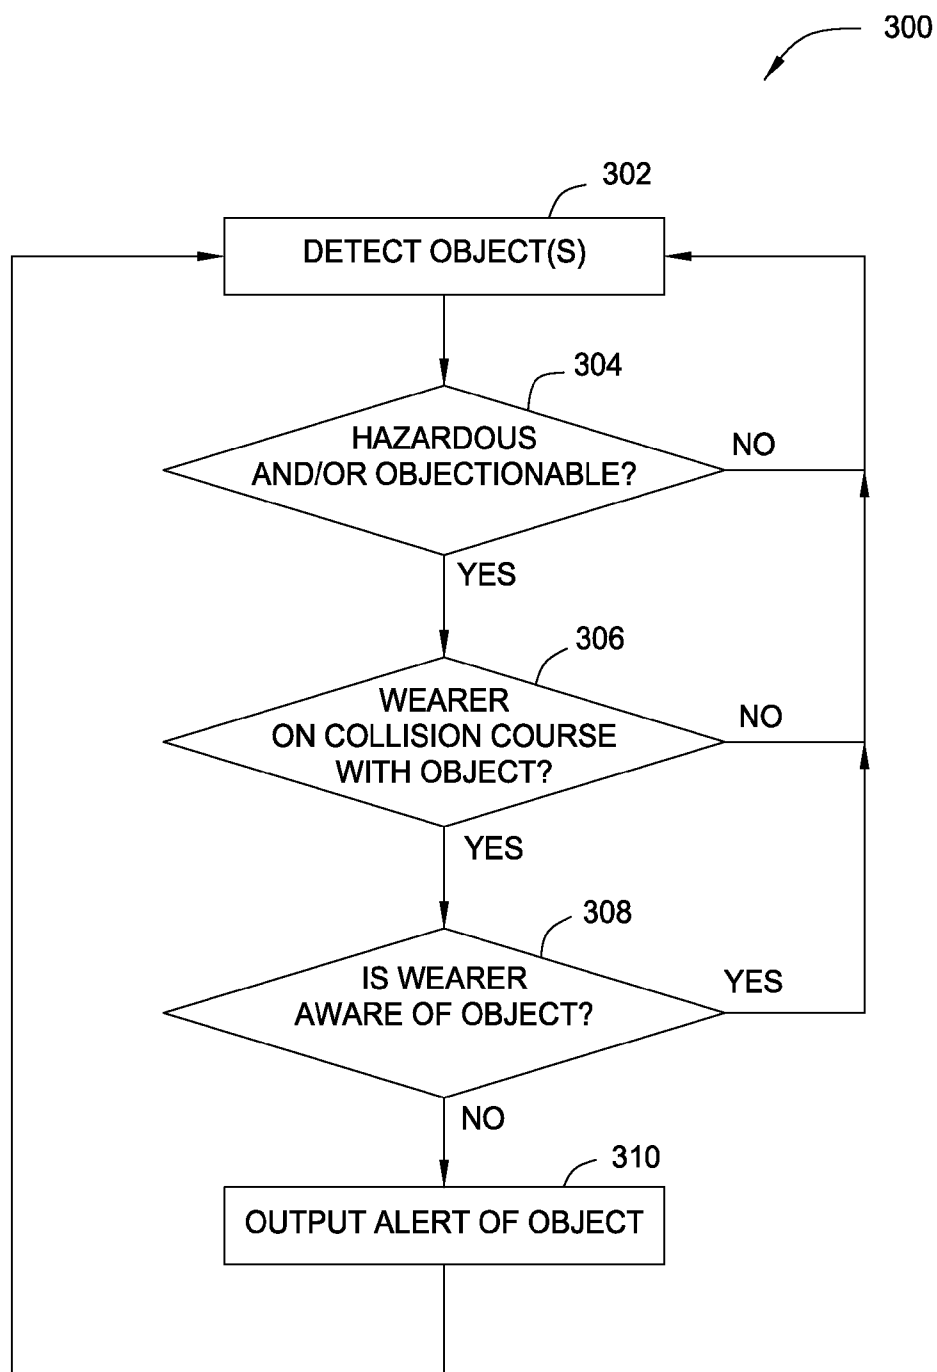 300
302
DETECT OBJECT(S)
304
HAZARDOUS
AND/OR OBJECTIONABLE?
NO
YES
306
WEARER
ON COLLISION COURSE
WITH OBJECT?
NO
YES
308
IS WEARER
AWARE OF OBJECT?
YES
NO
310
OUTPUT ALERT OF OBJECT